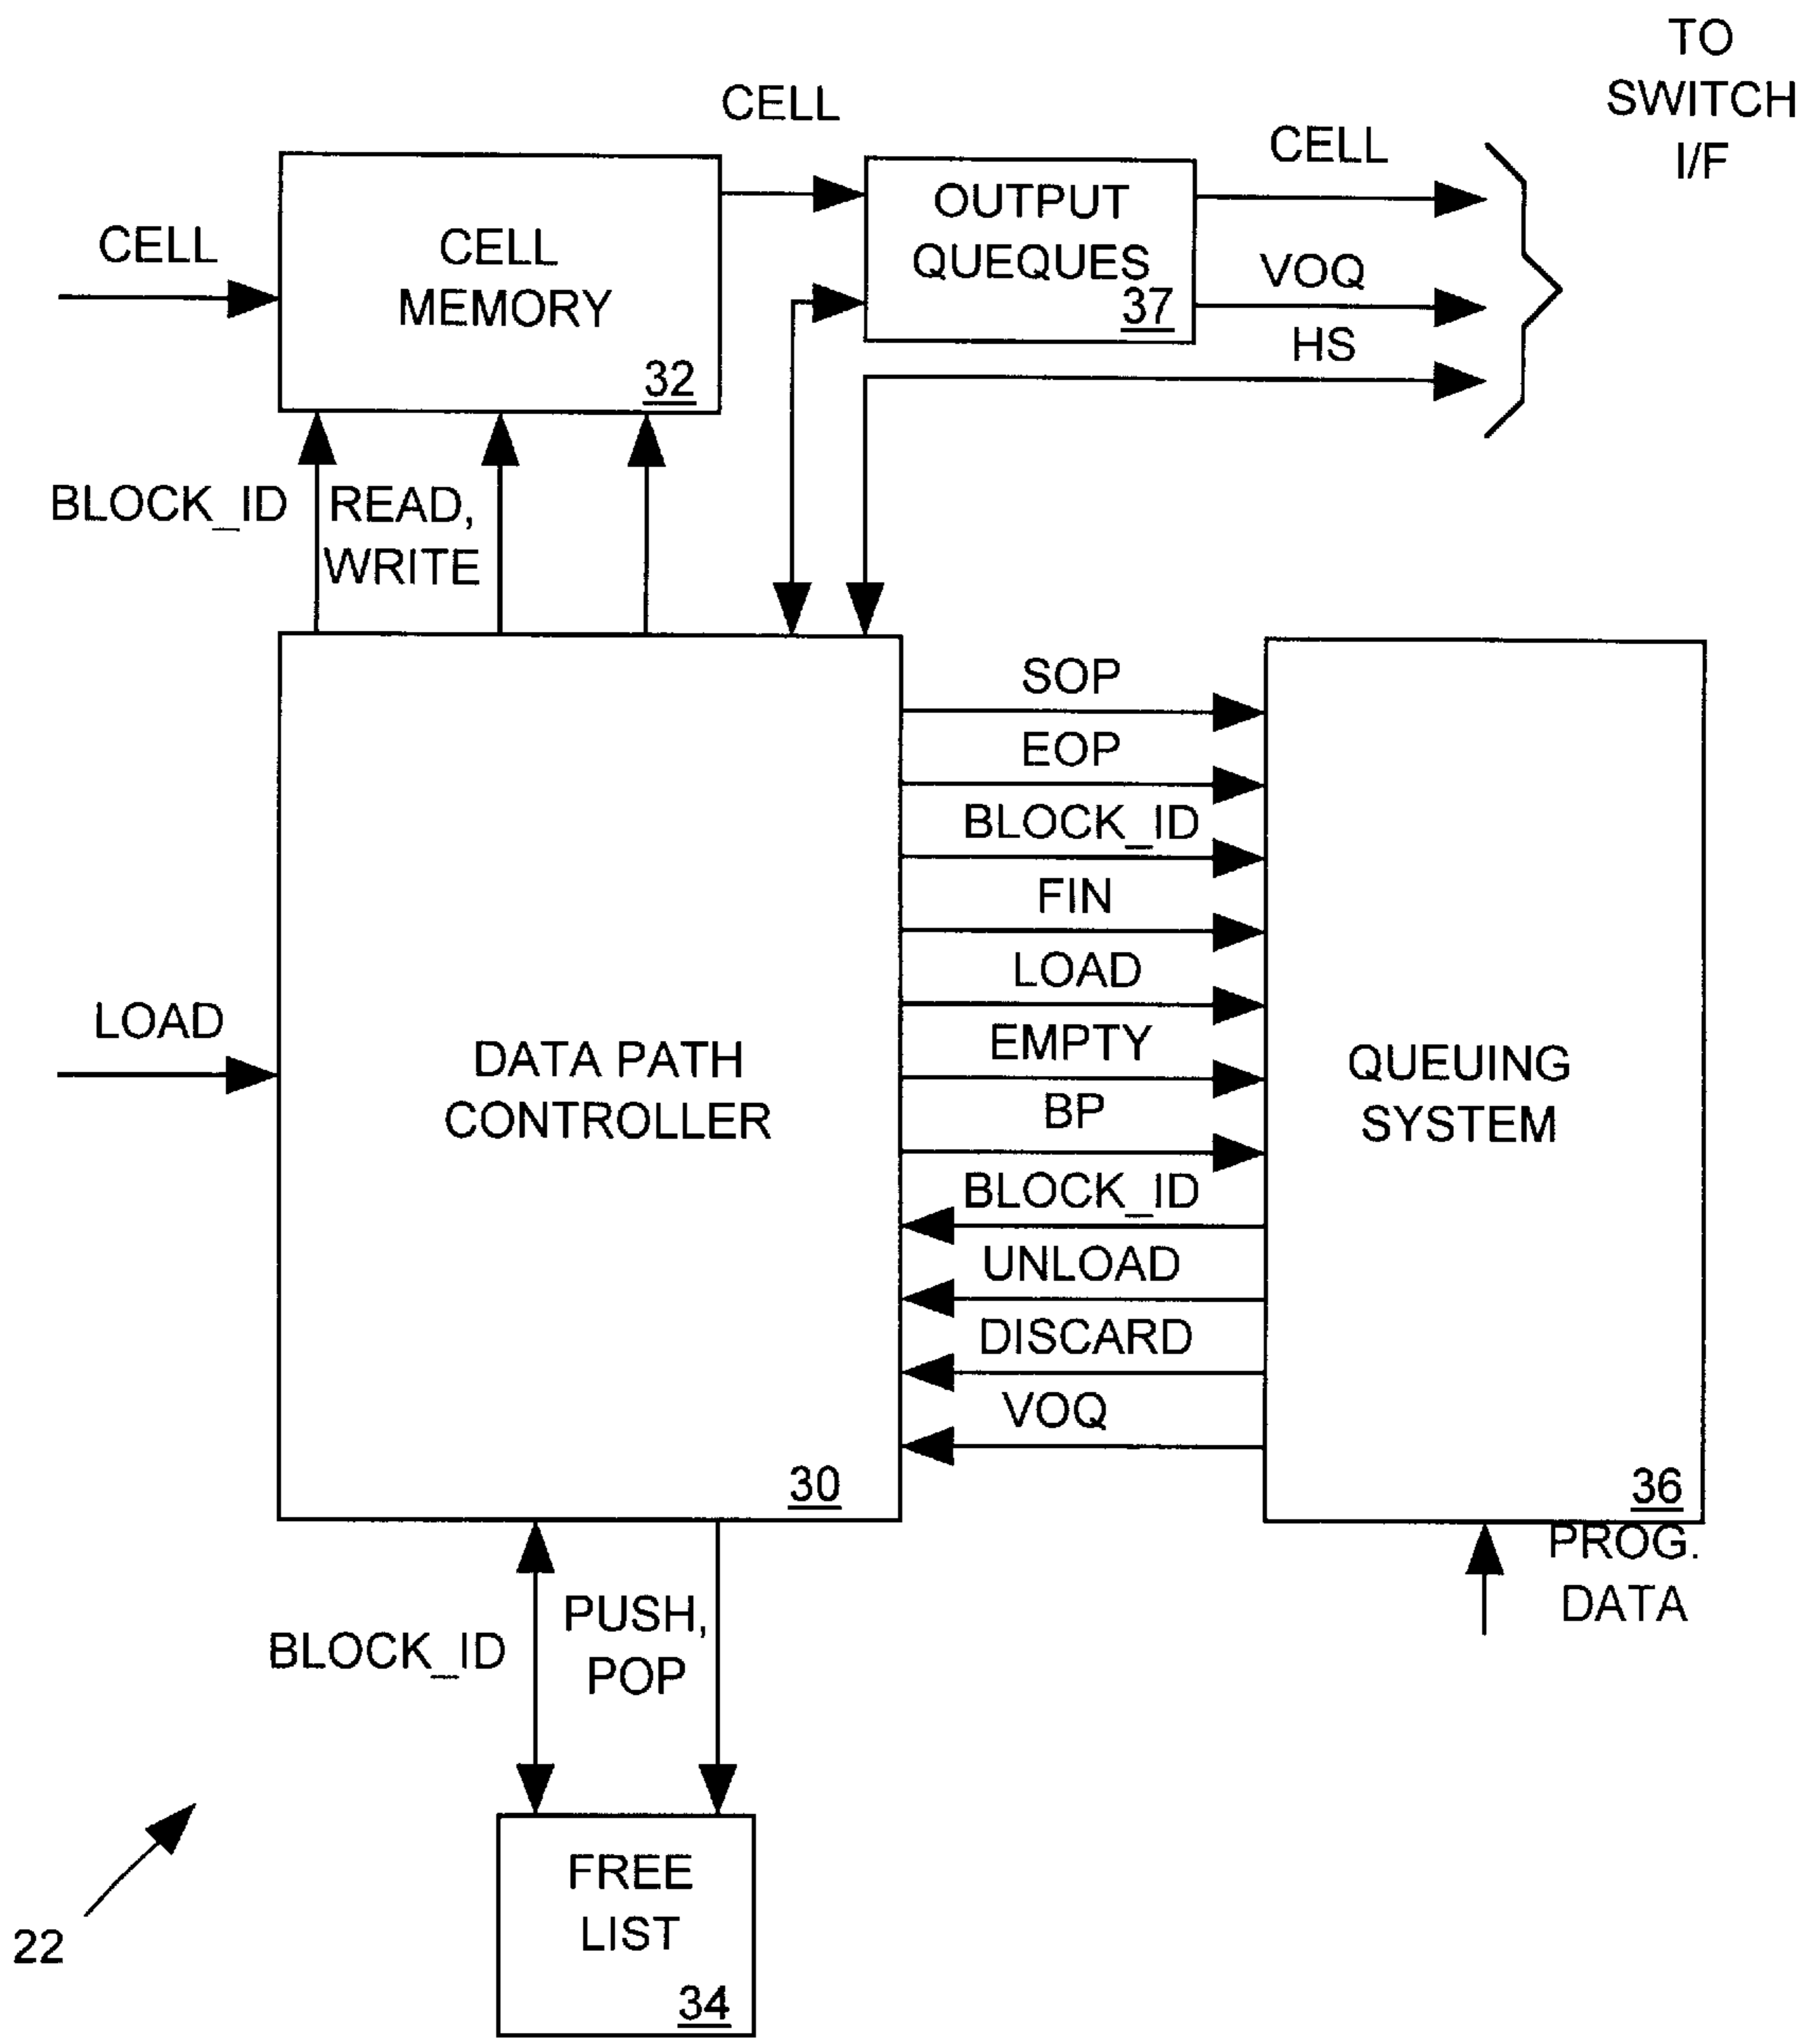 TO
SWITCH
I/F
CELL
CELL
CELL
CELL
MEMORY
32
OUTPUT
QUEQUES
37
VOQ
HS
BLOCK_ID
READ,
WRITE
SOP
EOP
BLOCK_ID
FIN
LOAD
EMPTY
BP
BLOCK_ID
UNLOAD
DISCARD
VOQ
LOAD
DATA PATH
CONTROLLER
30
QUEUING
SYSTEM
36
PROG.
DATA
BLOCK_ID
PUSH,
POP
FREE
LIST
34
22